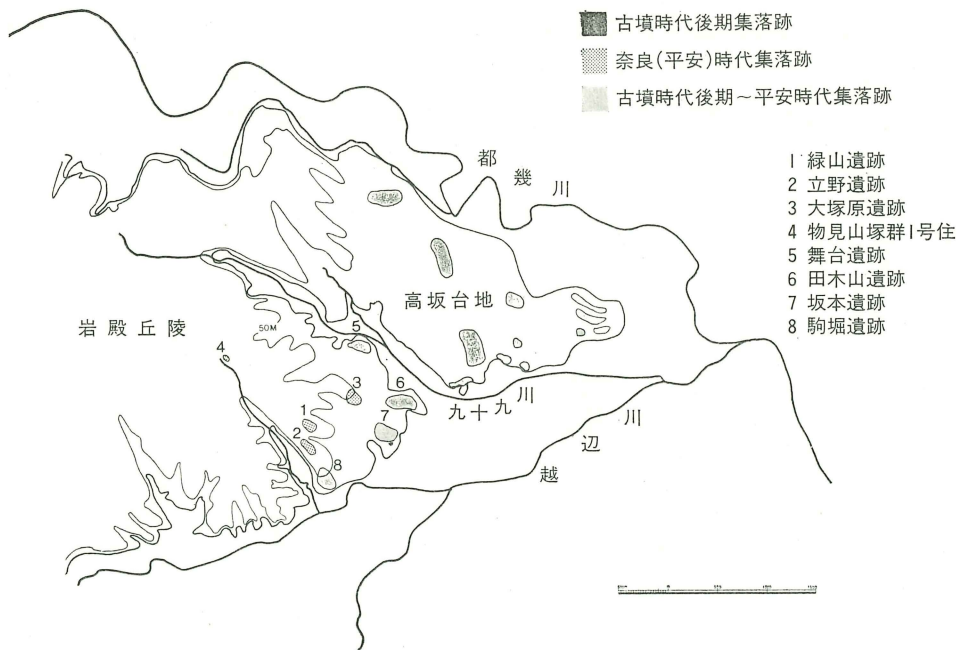 古墳時代後期集落跡
奈良(平安)時代集落跡
古墳時代後期～平安時代集落跡
1 緑山遺跡
2 立野遺跡
3 大塚原遺跡
4 物見山塚群1号住
5 舞台遺跡
6 田木山遺跡
7 坂本遺跡
8 駒堀遺跡
都幾川
高坂台地
岩殿丘陵
50M
5
4
3
6
1
7
2
8
九十九川
越辺川